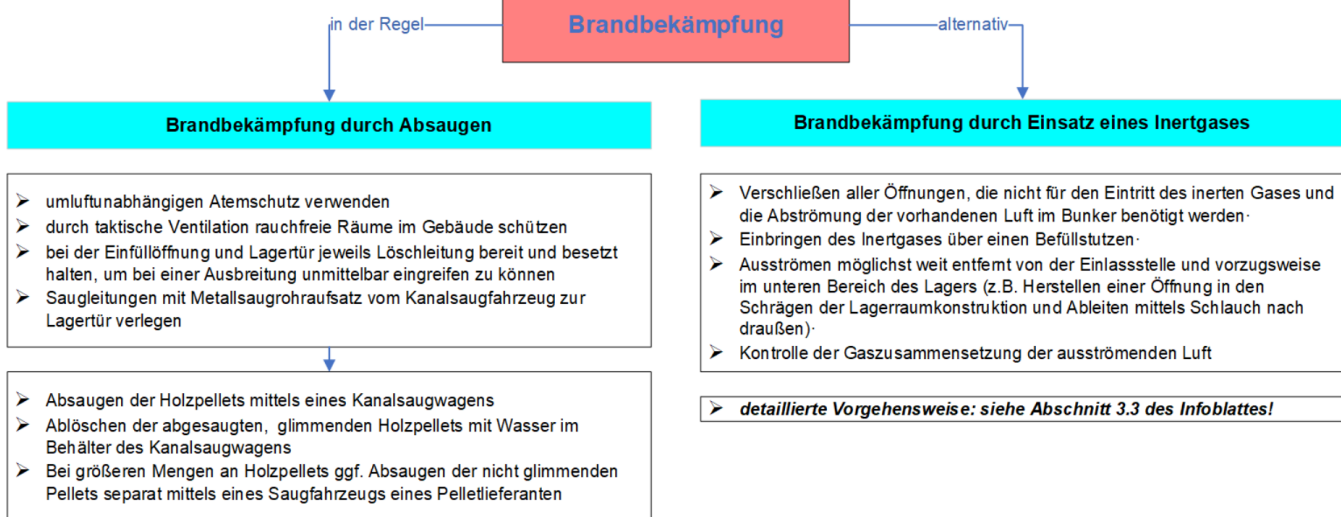 Brandbekämpfung
in der Regel
alternativ
Brandbekämpfung durch Absaugen
➢ umluftunabhängigen Atemschutz verwenden
➢ durch taktische Ventilation rauchfreie Räume im Gebäude schützen
➢ bei der Einfüllöffnung und Lagertür jeweils Löschleitung bereit und besetzt
halten, um bei einer Ausbreitung unmittelbar eingreifen zu können
➢ Saugleitungen mit Metallsaugrohraufsatz vom Kanalsaugfahrzeug zur
Lagertür verlegen
➢ Absaugen der Holzpellets mittels eines Kanalsaugwagens
➢ Ablöschen der abgesaugten, glimmenden Holzpellets mit Wasser im
Behälter des Kanalsaugwagens
➢ Bei größeren Mengen an Holzpellets ggf. Absaugen der nicht glimmenden
Pellets separat mittels eines Saugfahrzeugs eines Pelletlieferanten
Brandbekämpfung durch Einsatz eines Inertgases
➢ Verschließen aller Öffnungen, die nicht für den Eintritt des inerten Gases und
die Abströmung der vorhandenen Luft im Bunker benötigt werden·
➢ Einbringen des Inertgases über einen Befüllstutzen·
➢ Ausströmen möglichst weit entfernt von der Einlassstelle und vorzugsweise
im unteren Bereich des Lagers (z.B. Herstellen einer Öffnung in den
Schrägen der Lagerraumkonstruktion und Ableiten mittels Schlauch nach
draußen)·
➢ Kontrolle der Gaszusammensetzung der ausströmenden Luft
➢ detaillierte Vorgehensweise: siehe Abschnitt 3.3 des Infoblattes!